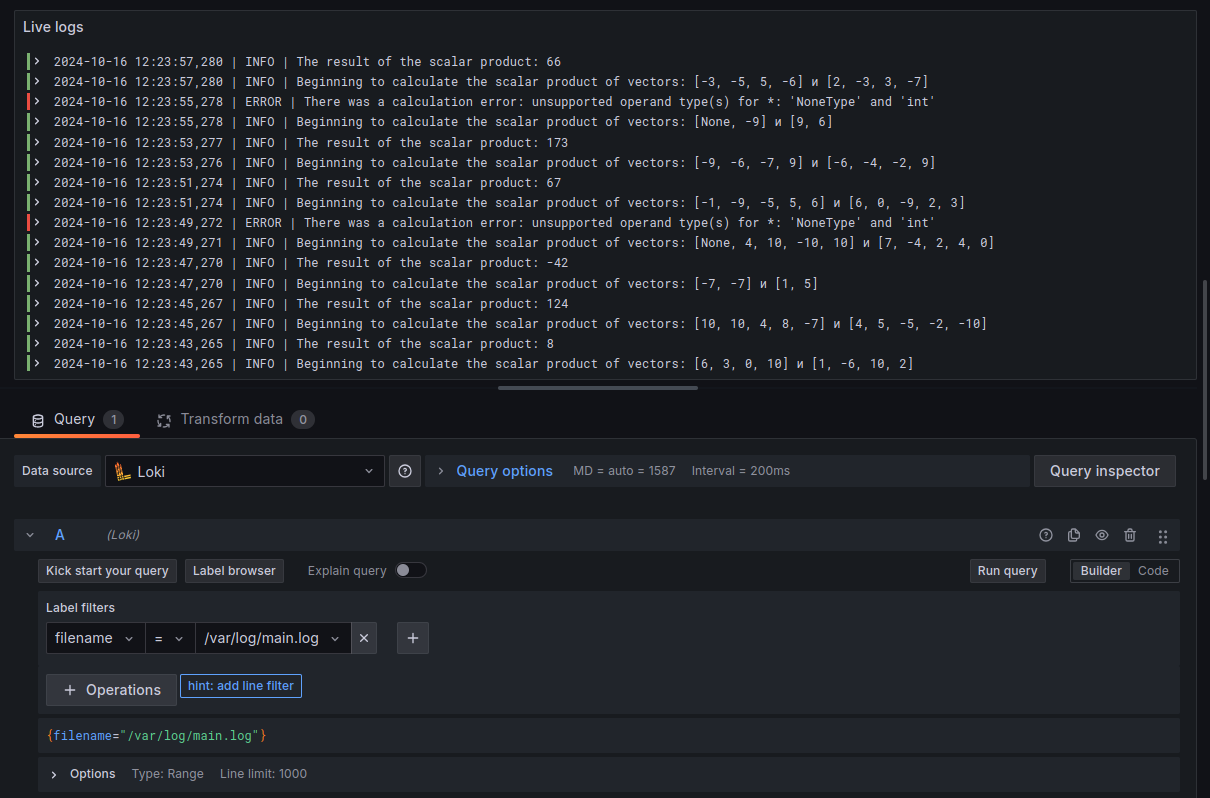 Live logs
2024-10-16 12:23:57,280 | INFO | The result of the scalar product: 66
2024-10-16 12:23:57,280 | INFO | Beginning to calculate the scalar product of vectors: [-3, -5, 5, -6] и [2, -3, 3, -7]
2024-10-16 12:23:55,278 | ERROR | There was a calculation error: unsupported operand type(s) for *: 'NoneType' and 'int'
2024-10-16 12:23:55,278 | INFO | Beginning to calculate the scalar product of vectors: [None, -9] и [9, 6]
2024-10-16 12:23:53,277 | INFO | The result of the scalar product: 173
2024-10-16 12:23:53,276 | INFO | Beginning to calculate the scalar product of vectors: [-9, -6, -7, 9] и [-6, -4, -2, 9]
2024-10-16 12:23:51,274 | INFO | The result of the scalar product: 67
2024-10-16 12:23:51,274 | INFO | Beginning to calculate the scalar product of vectors: [-1, -9, -5, 5, 6] и [6, 0, -9, 2, 3]
2024-10-16 12:23:49,272 | ERROR | There was a calculation error: unsupported operand type(s) for *: 'NoneType' and 'int'
2024-10-16 12:23:49,271 | INFO | Beginning to calculate the scalar product of vectors: [None, 4, 10, -10, 10] и [7, -4, 2, 4, 0]
2024-10-16 12:23:47,270 | INFO | The result of the scalar product: -42
2024-10-16 12:23:47,270 | INFO | Beginning to calculate the scalar product of vectors: [-7, -7] и [1, 5]
2024-10-16 12:23:45,267 | INFO | The result of the scalar product: 124
2024-10-16 12:23:45,267 | INFO | Beginning to calculate the scalar product of vectors: [10, 10, 4, 8, -7] и [4, 5, -5, -2, -10]
2024-10-16 12:23:43,265 | INFO | The result of the scalar product: 8
2024-10-16 12:23:43,265 | INFO | Beginning to calculate the scalar product of vectors: [6, 3, 0, 10] и [1, -6, 10, 2]
Query 1 Transform data 0
Data source Loki Query options MD = auto = 1587 Interval = 200ms Query inspector
A (Loki)
Kick start your query Label browser Explain query Run query Builder Code
Label filters
filename = /var/log/main.log
+ Operations hint: add line filter
{filename="/var/log/main.log"}
Options Type: Range Line limit: 1000